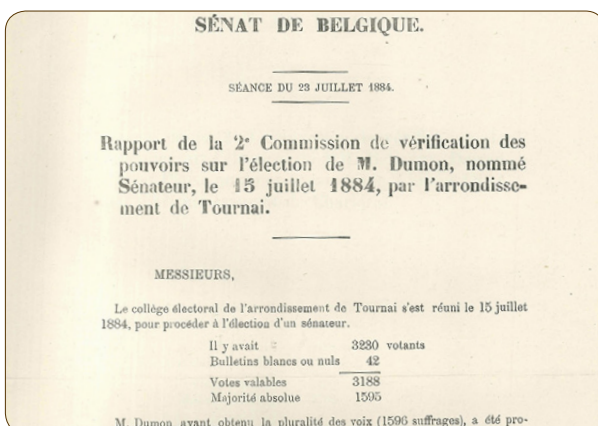 SÉNAT DE BELGIQUE.
SÉANCE DU 23 JUILLET 1884.
Rapport de la 2e Commission de vérification des
pouvoirs sur l'élection de M. Dumon, nommé
Sénateur, le 15 juillet 1884, par l'arrondisse-
ment de Tournai.
MESSIEURS,
Le collège électoral de l'arrondissement de Tournai s'est réuni le 15 juillet
1884, pour procéder à l'élection d'un sénateur.
Il y avait 3230 votants
Bulletins blancs ou nuls 42
Votes valables 3188
Majorité absolue 1595
M. Dumon ayant obtenu la pluralité des voix (1596 suffrages), a été pro-